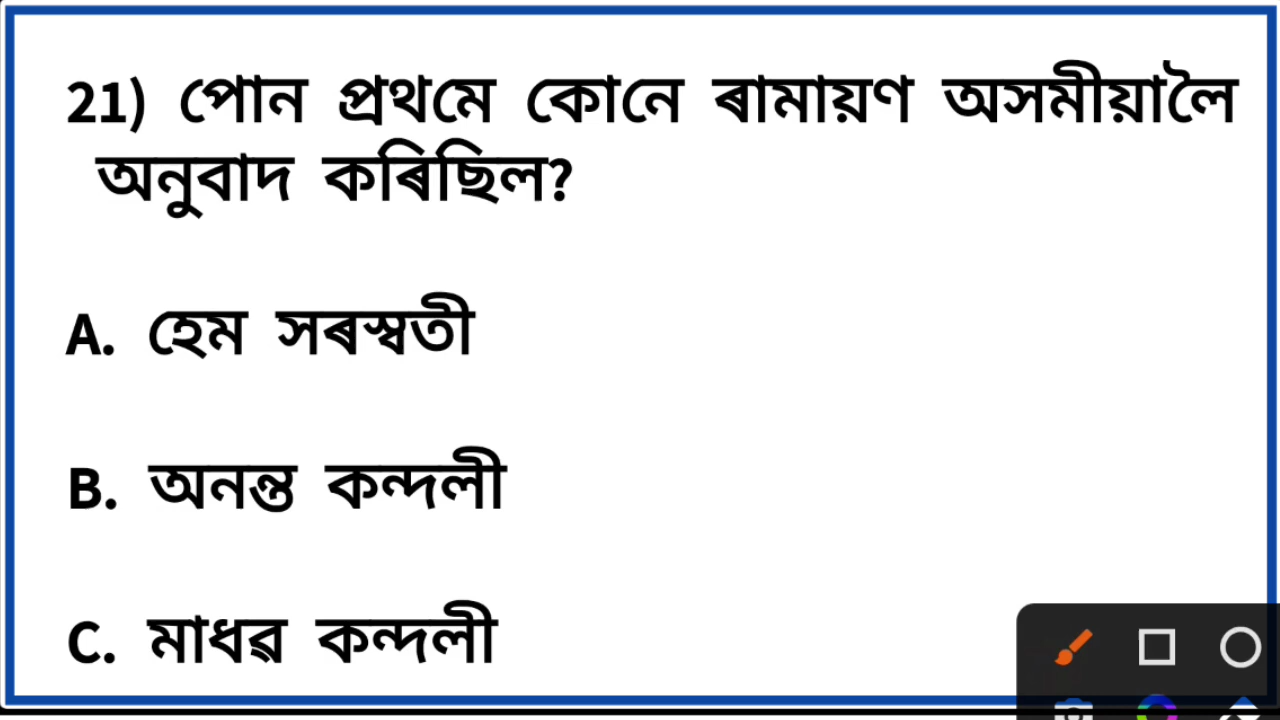 21) পোন প্ৰথমে কোনে ৰামায়ণ অসমীয়ালৈ
অনুবাদ কৰিছিল?
A. হেম সৰস্বতী
B. অনন্ত কন্দলী
C. মাধৱ কন্দলী